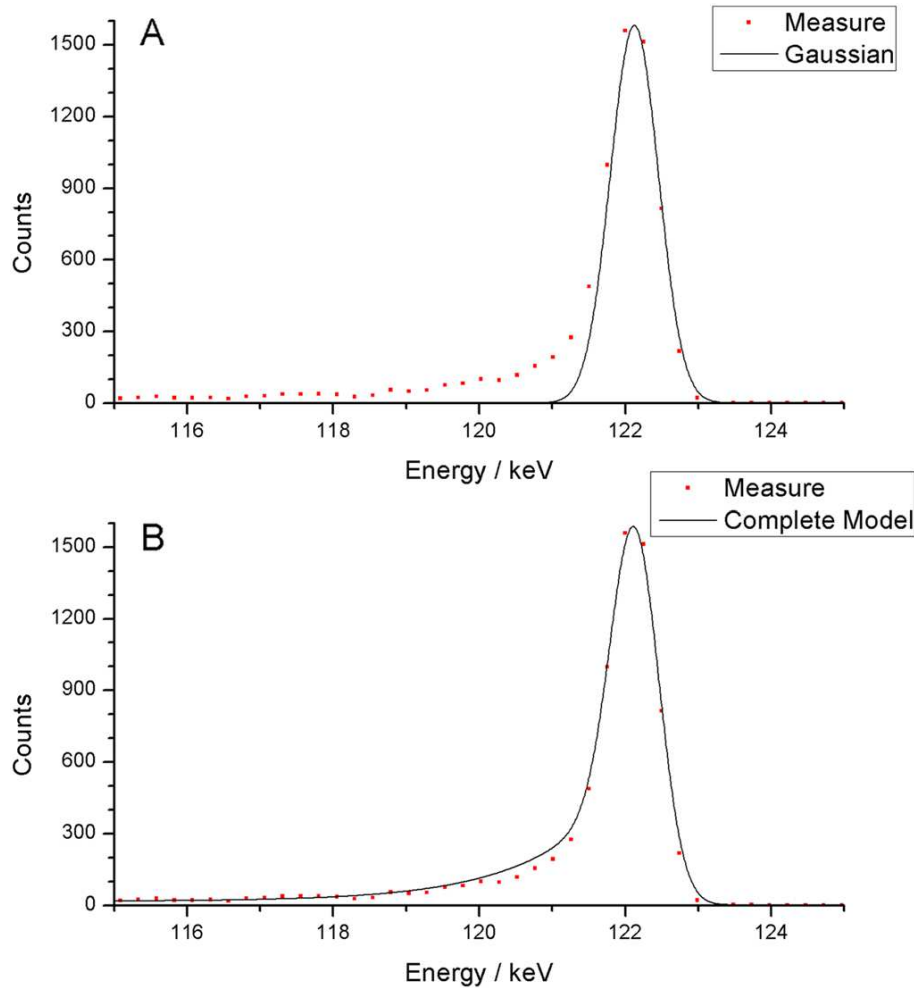 A
Measure
Gaussian
1500
1200
900
600
300
0
Counts
116 118 120 122 124
Energy / keV
B
Measure
Complete Model
1500
1200
900
600
300
0
Counts
116 118 120 122 124
Energy / keV